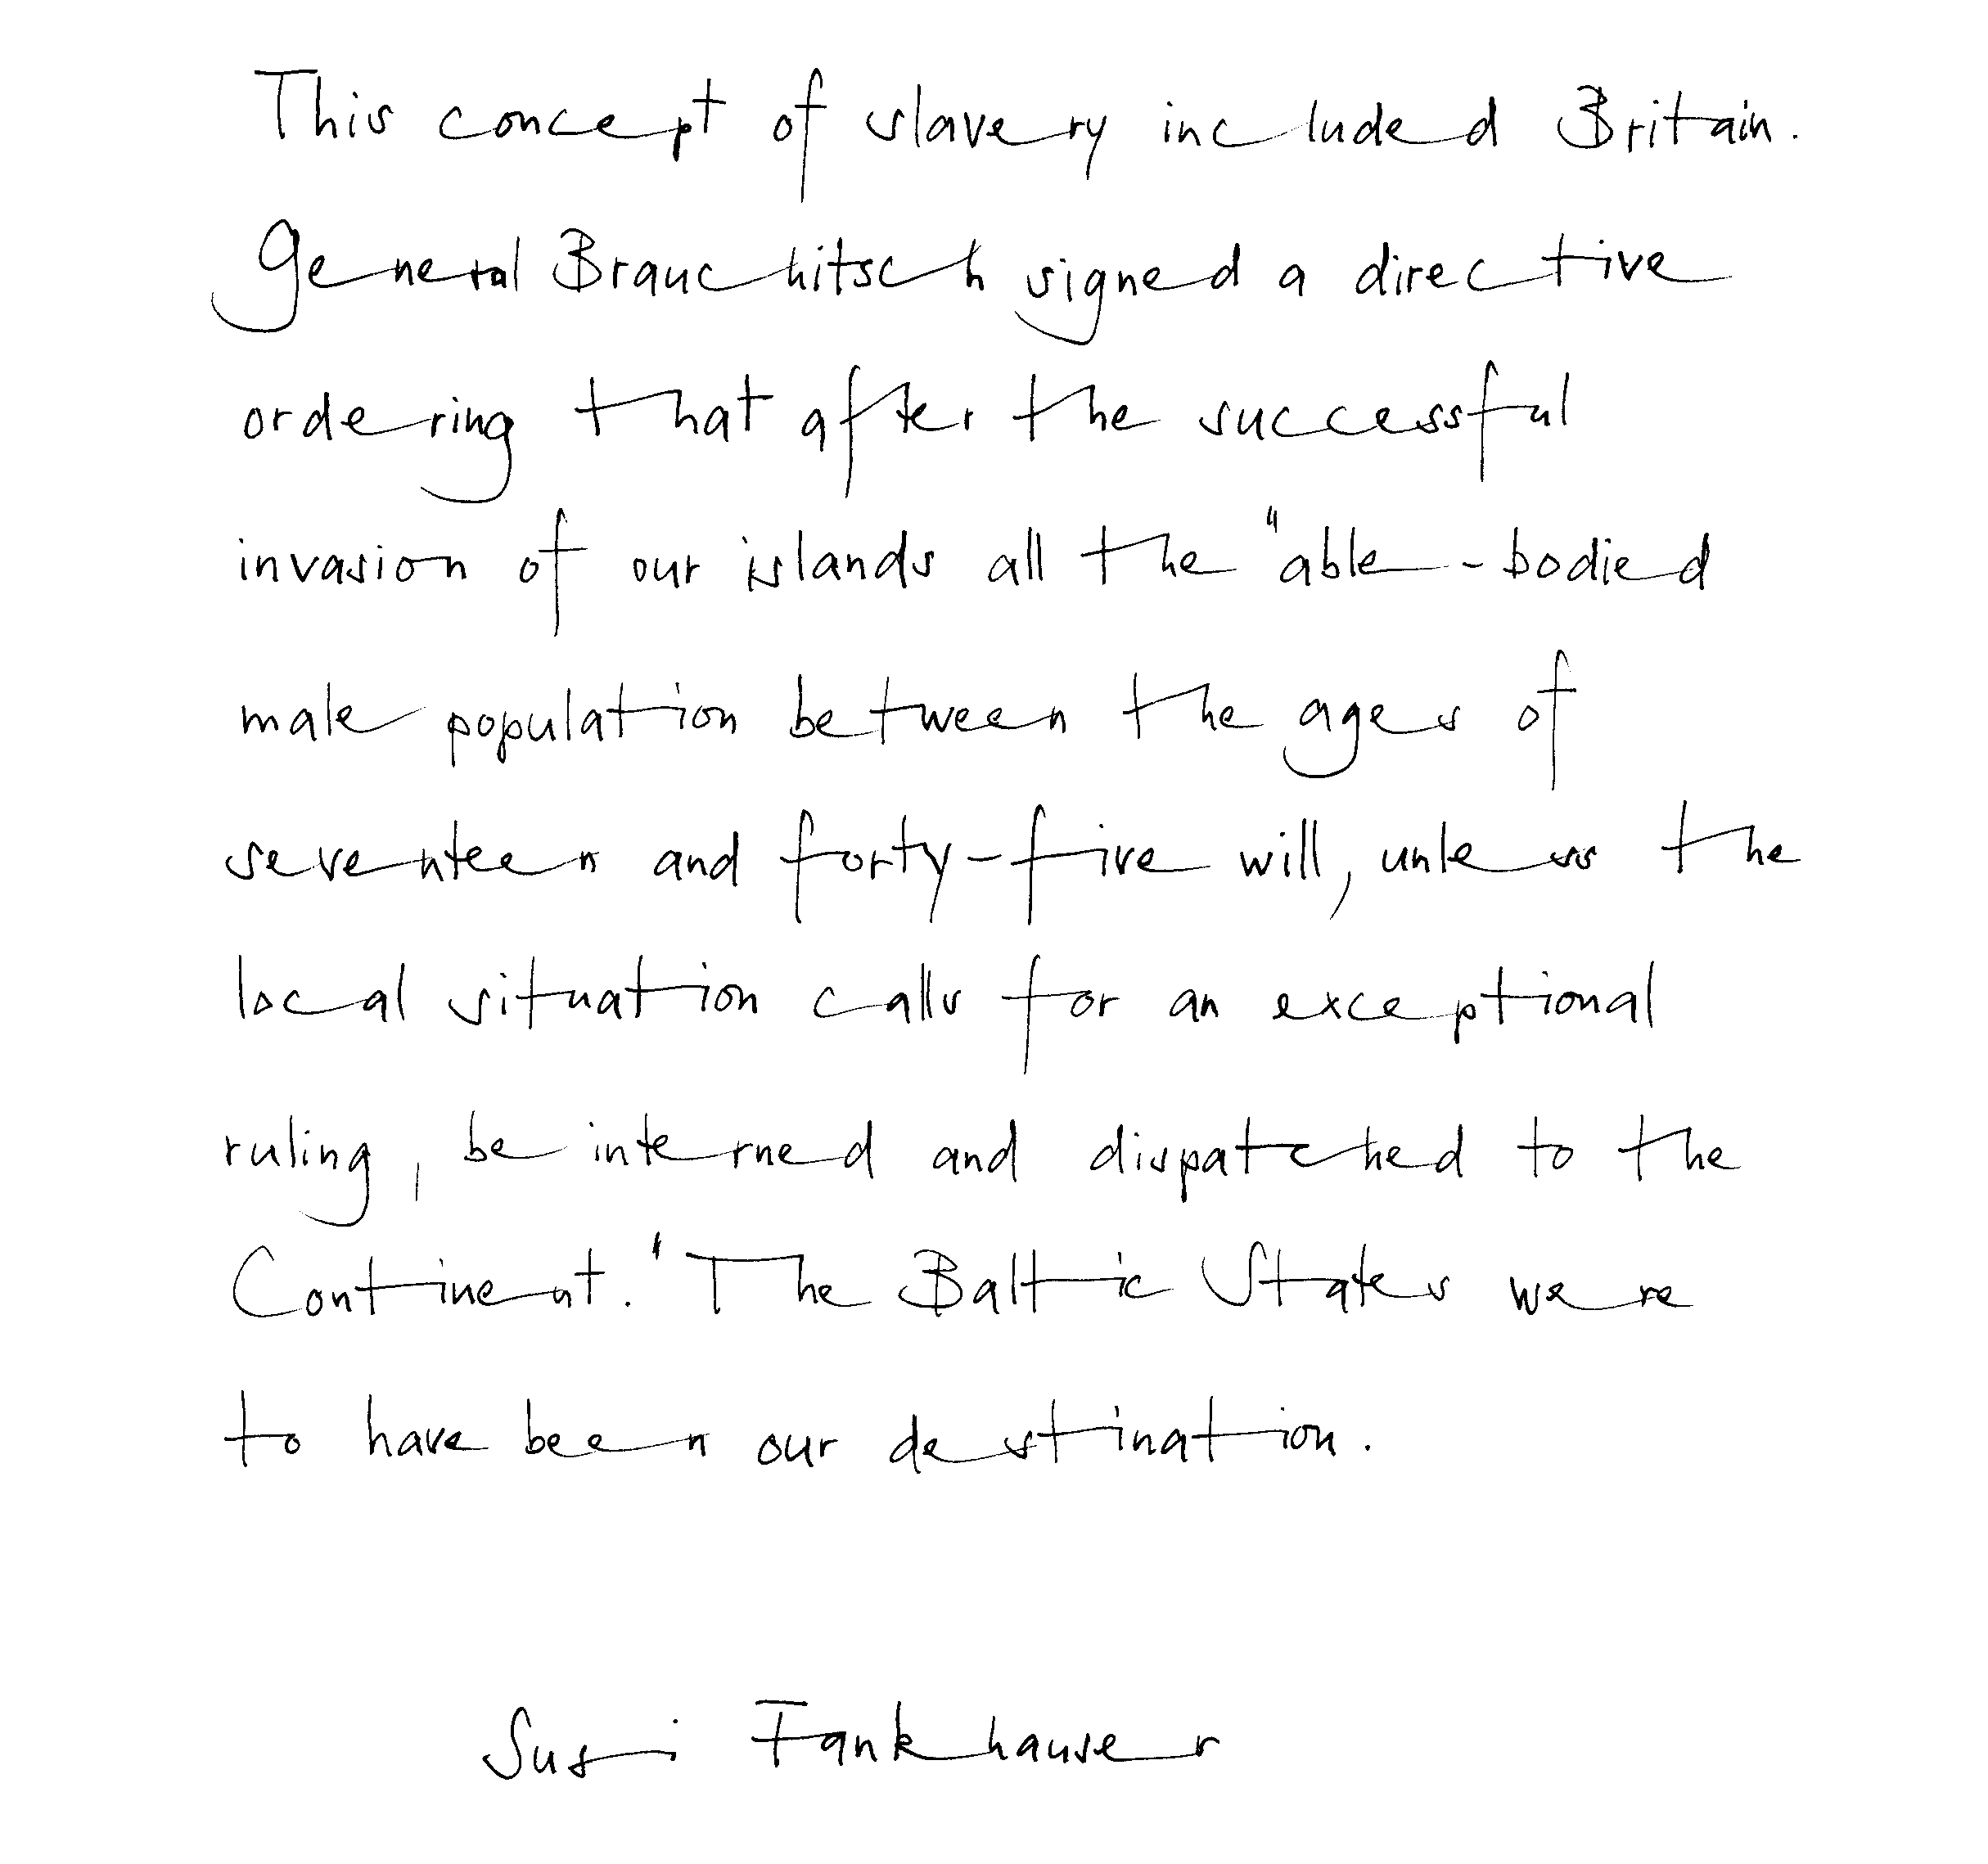 This concept of slavery included Britain.
General Brauchitsch signed a directive
ordering that after the successful
invasion of our islands all the "able-bodied
male population between the ages of
seventeen and forty-five will, unless the
local situation calls for an exceptional
ruling, be interned and dispatched to the
Continent." The Baltic States were
to have been our destination.
Susi Fankhauser